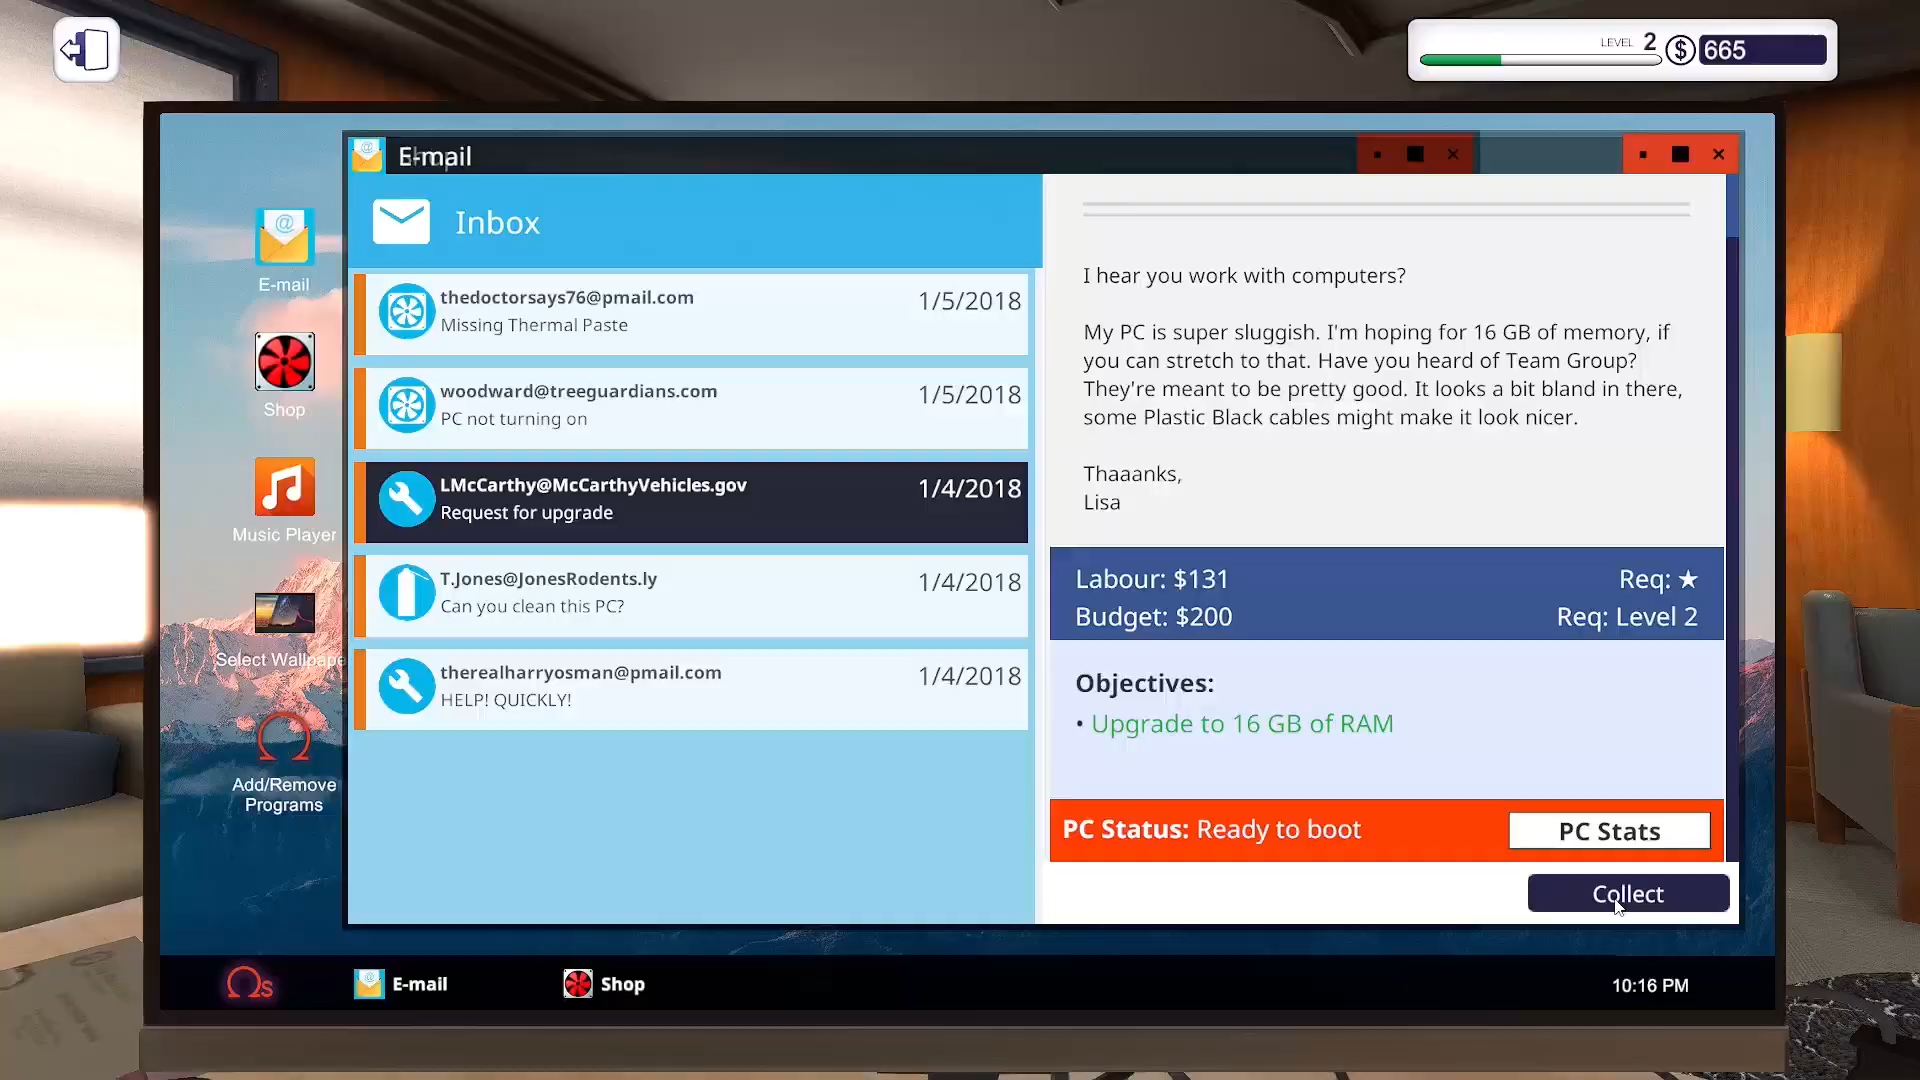 LEVEL 2
665
E-mail
Inbox
thedoctorsays76@pmail.com
1/5/2018
Missing Thermal Paste
woodward@treeguardians.com
1/5/2018
PC not turning on
LMcCarthy@McCarthyVehicles.gov
1/4/2018
Request for upgrade
T.Jones@JonesRodents.ly
1/4/2018
Can you clean this PC?
therealharryosman@pmail.com
1/4/2018
HELP! QUICKLY!
I hear you work with computers?
My PC is super sluggish. I'm hoping for 16 GB of memory, if
you can stretch to that. Have you heard of Team Group?
They're meant to be pretty good. It looks a bit bland in there,
some Plastic Black cables might make it look nicer.
Thaaanks,
Lisa
Labour: $131
Req: ★
Budget: $200
Req: Level 2
Objectives:
• Upgrade to 16 GB of RAM
PC Status: Ready to boot
PC Stats
Collect
E-mail
Shop
Music Player
Select Wallpape
Add/Remove
Programs
Ωs
E-mail
Shop
10:16 PM